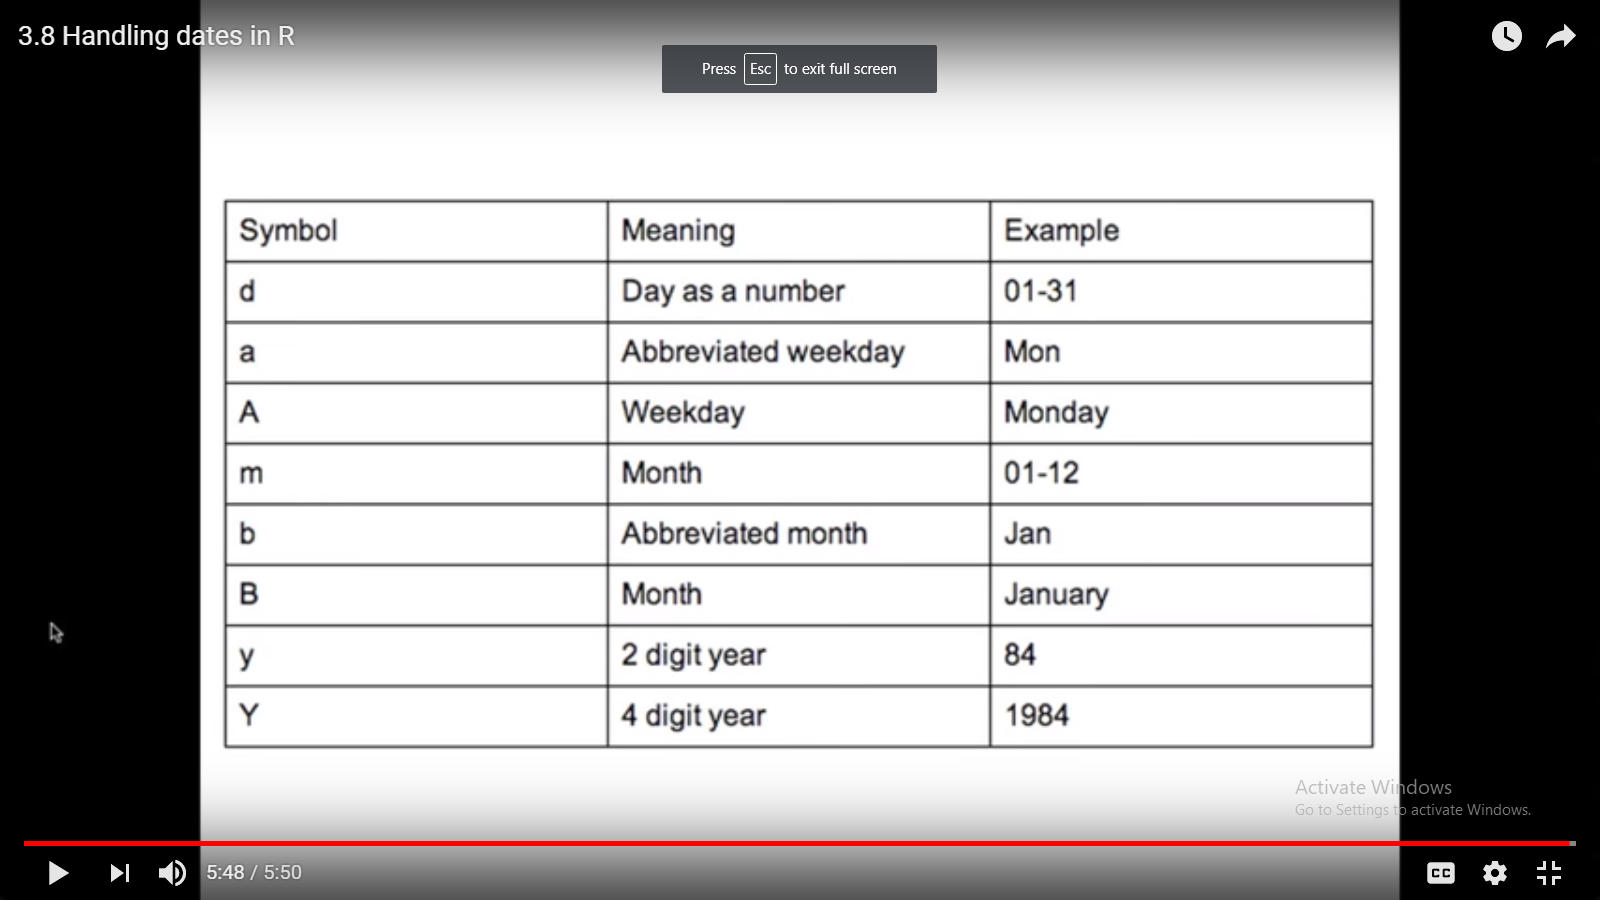 3.8 Handling dates in R
Press Esc to exit full screen
Symbol Meaning Example
d Day as a number 01-31
a Abbreviated weekday Mon
A Weekday Monday
m Month 01-12
b Abbreviated month Jan
B Month January
y 2 digit year 84
Y 4 digit year 1984
Activate Windows
Go to Settings to activate Windows.
5:48 / 5:50
CC